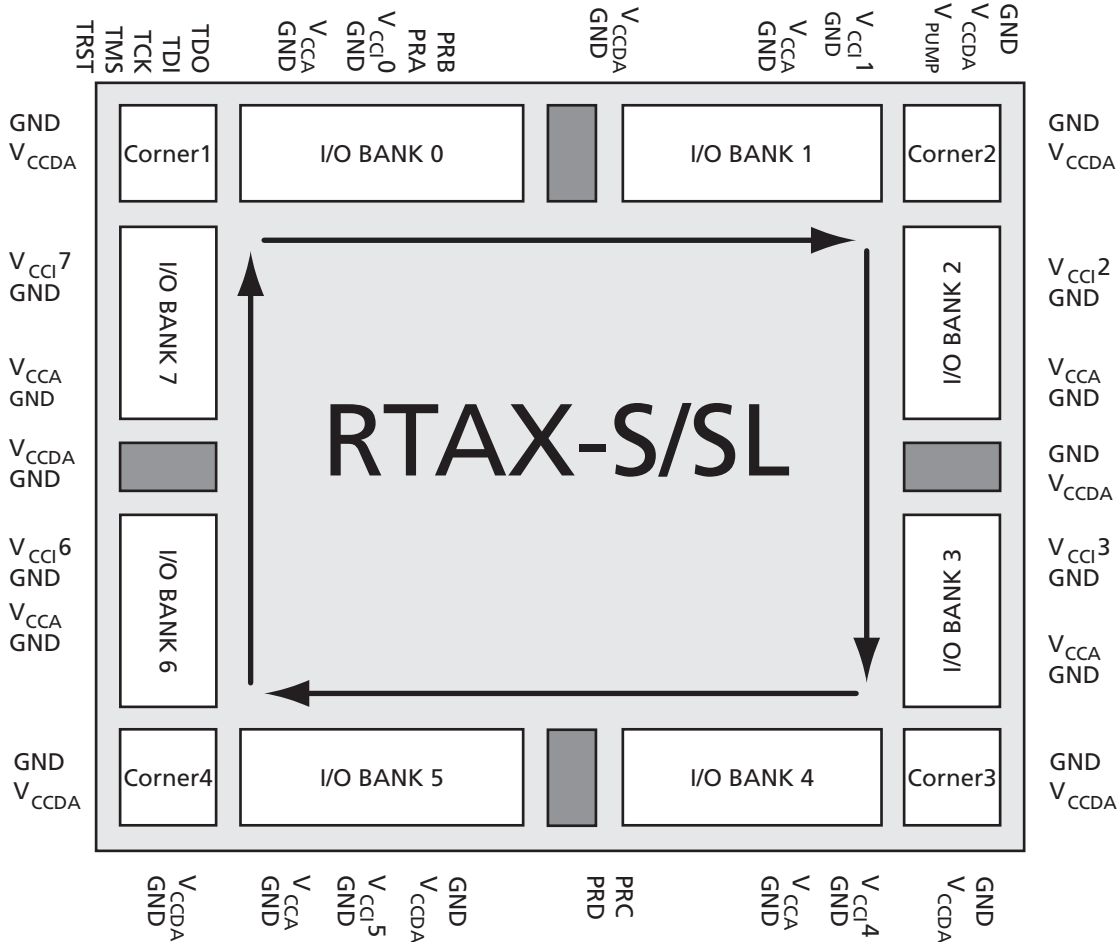 TRST
TMS
TCK
TDI
TDO
GND
VCCA
GND
VCCI0
PRA
PRB
GND
VCCDA
GND
VCCA
GND
VCCI1
VPUMP
VCCDA
GND
GND
VCCDA
Corner1
I/O BANK 0
I/O BANK 1
Corner2
GND
VCCDA
VCCI7
GND
VCCA
GND
I/O BANK 7
I/O BANK 2
VCCI2
GND
VCCA
GND
RTAX-S/SL
VCCDA
GND
GND
VCCDA
VCCI6
GND
VCCA
GND
I/O BANK 6
I/O BANK 3
VCCI3
GND
VCCA
GND
GND
VCCDA
Corner4
I/O BANK 5
I/O BANK 4
Corner3
GND
VCCDA
GND
VCCDA
GND
VCCA
GND
VCCI5
VCCDA
GND
PRD
PRC
GND
VCCA
GND
VCCI4
VCCDA
GND